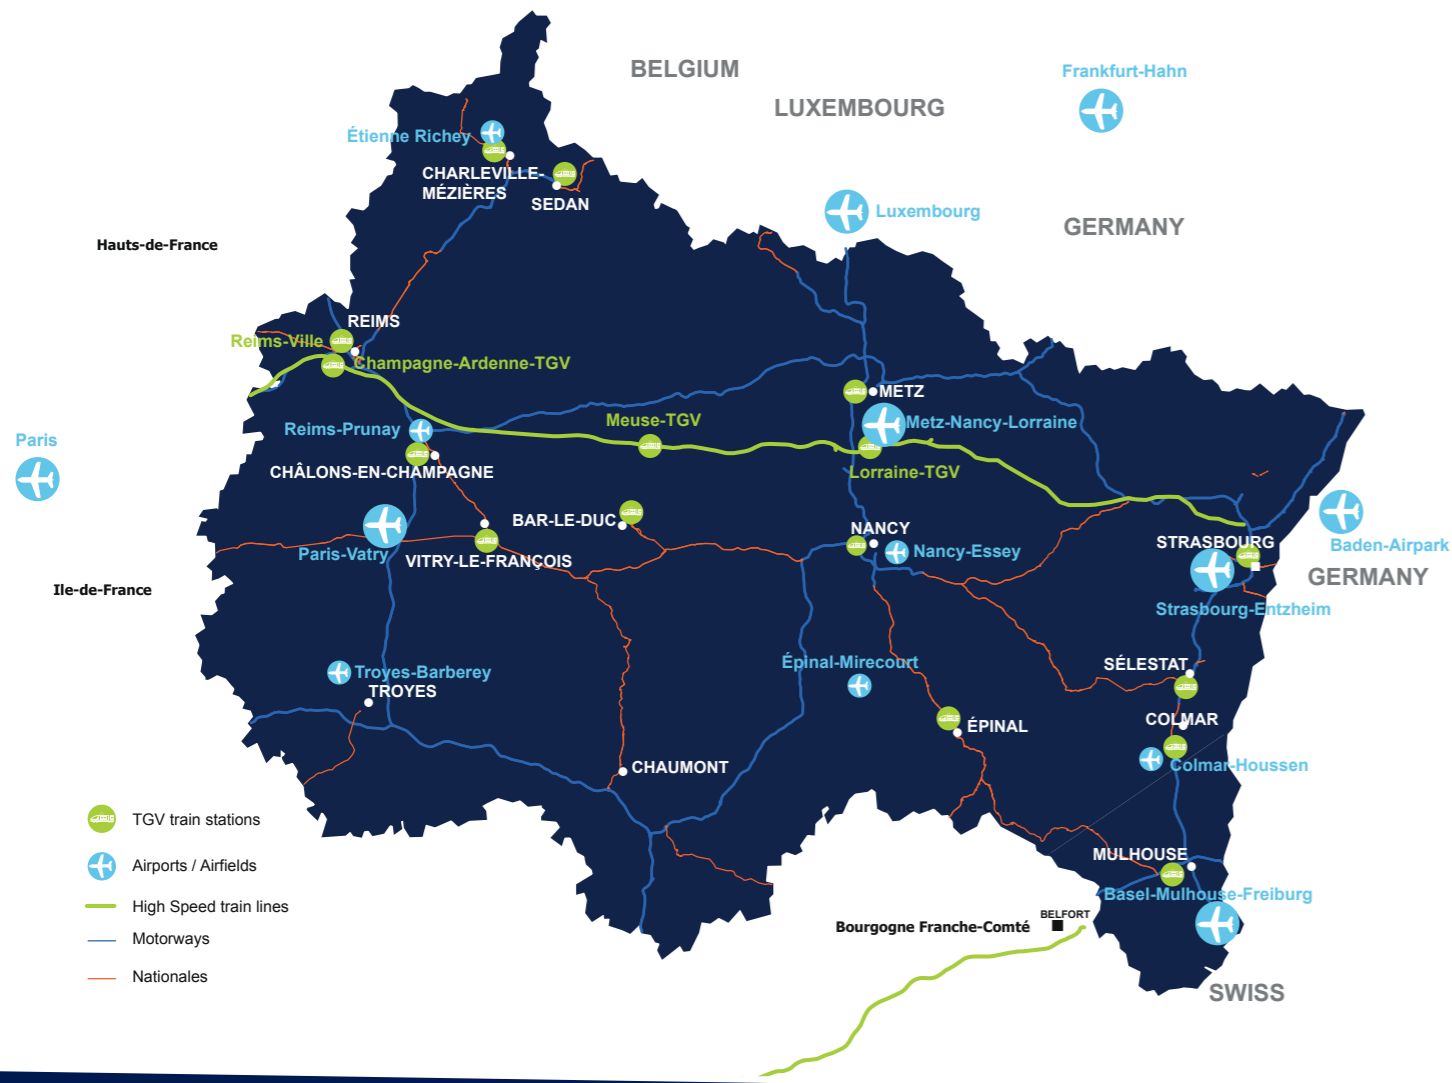 BELGIUM
Frankfurt-Hahn
LUXEMBOURG
Étienne Richey
CHARLEVILLE-
MÉZIÈRES
SEDAN
Luxembourg
GERMANY
Hauts-de-France
REIMS
Reims-Ville
Champagne-Ardenne-TGV
METZ
Meuse-TGV
Metz-Nancy-Lorraine
Reims-Prunay
Paris
CHÂLONS-EN-CHAMPAGNE
Lorraine-TGV
BAR-LE-DUC
NANCY
Paris-Vatry
VITRY-LE-FRANÇOIS
Nancy-Essey
STRASBOURG
Baden-Airpark
GERMANY
Ile-de-France
Strasbourg-Entzheim
Troyes-Barberey
TROYES
Épinal-Mirecourt
SÉLESTAT
ÉPINAL
COLMAR
CHAUMONT
Colmar-Houssen
TGV train stations
Airports / Airfields
High Speed train lines
Motorways
Nationales
MULHOUSE
Basel-Mulhouse-Freiburg
BELFORT
Bourgogne Franche-Comté
SWISS